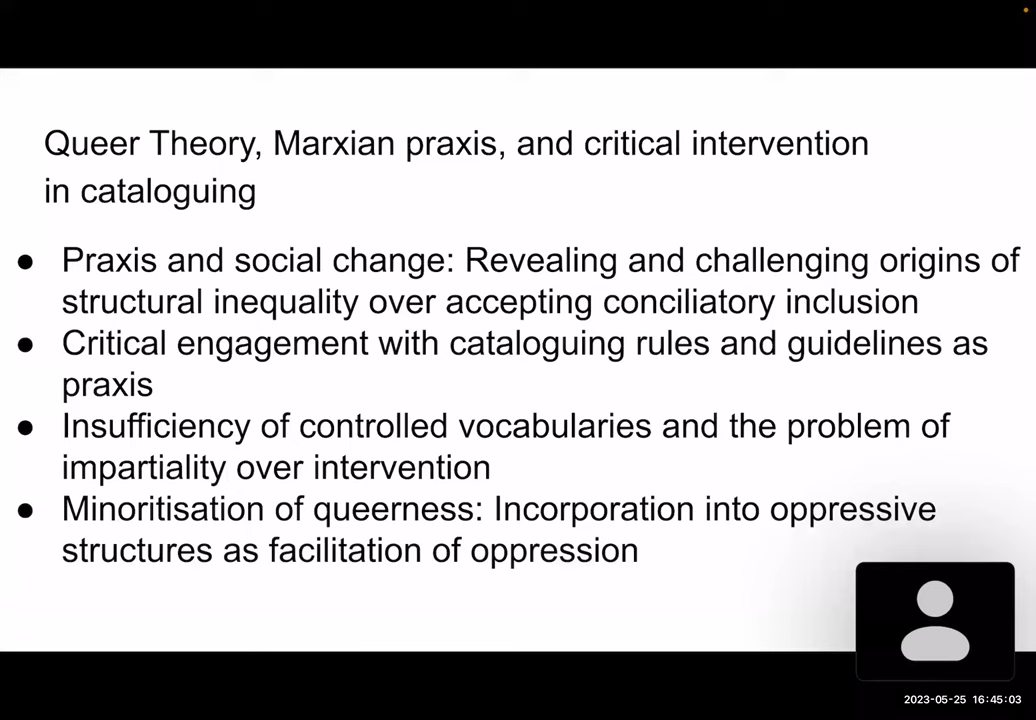 Queer Theory, Marxian praxis, and critical intervention
in cataloguing
● Praxis and social change: Revealing and challenging origins of
structural inequality over accepting conciliatory inclusion
● Critical engagement with cataloguing rules and guidelines as
praxis
● Insufficiency of controlled vocabularies and the problem of
impartiality over intervention
● Minoritisation of queerness: Incorporation into oppressive
structures as facilitation of oppression
2023-05-25 16:45:03